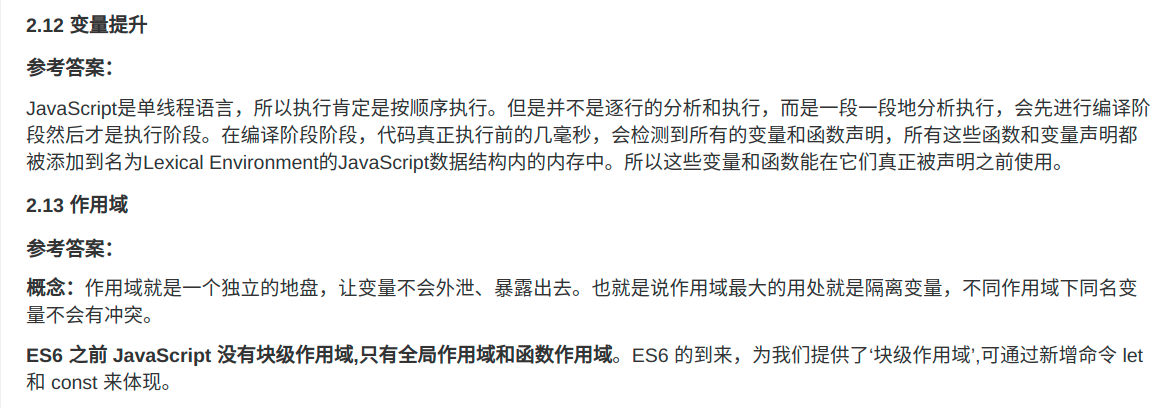 2.12 变量提升
参考答案：
JavaScript是单线程语言，所以执行肯定是按顺序执行。但是并不是逐行的分析和执行，而是一段一段地分析执行，会先进行编译阶
段然后才是执行阶段。在编译阶段阶段，代码真正执行前的几毫秒，会检测到所有的变量和函数声明，所有这些函数和变量声明都
被添加到名为Lexical Environment的JavaScript数据结构内的内存中。所以这些变量和函数能在它们真正被声明之前使用。
2.13 作用域
参考答案：
概念：作用域就是一个独立的地盘，让变量不会外泄、暴露出去。也就是说作用域最大的用处就是隔离变量，不同作用域下同名变
量不会有冲突。
ES6 之前 JavaScript 没有块级作用域,只有全局作用域和函数作用域。ES6 的到来，为我们提供了‘块级作用域’,可通过新增命令 let
和 const 来体现。